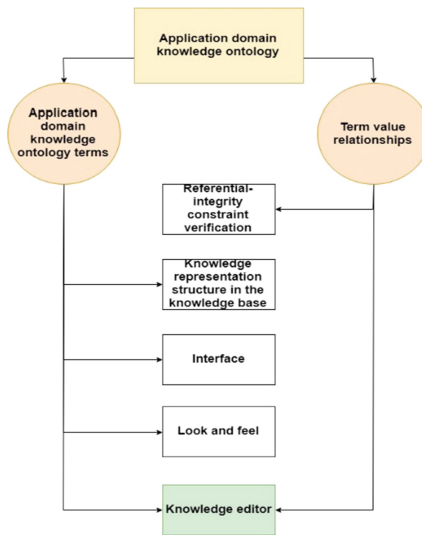 Application domain
knowledge ontology
Application
domain
knowledge
ontology terms
Term value
relationships
Referential-
integrity
constraint
verification
Knowledge
representation
structure in the
knowledge base
Interface
Look and feel
Knowledge editor